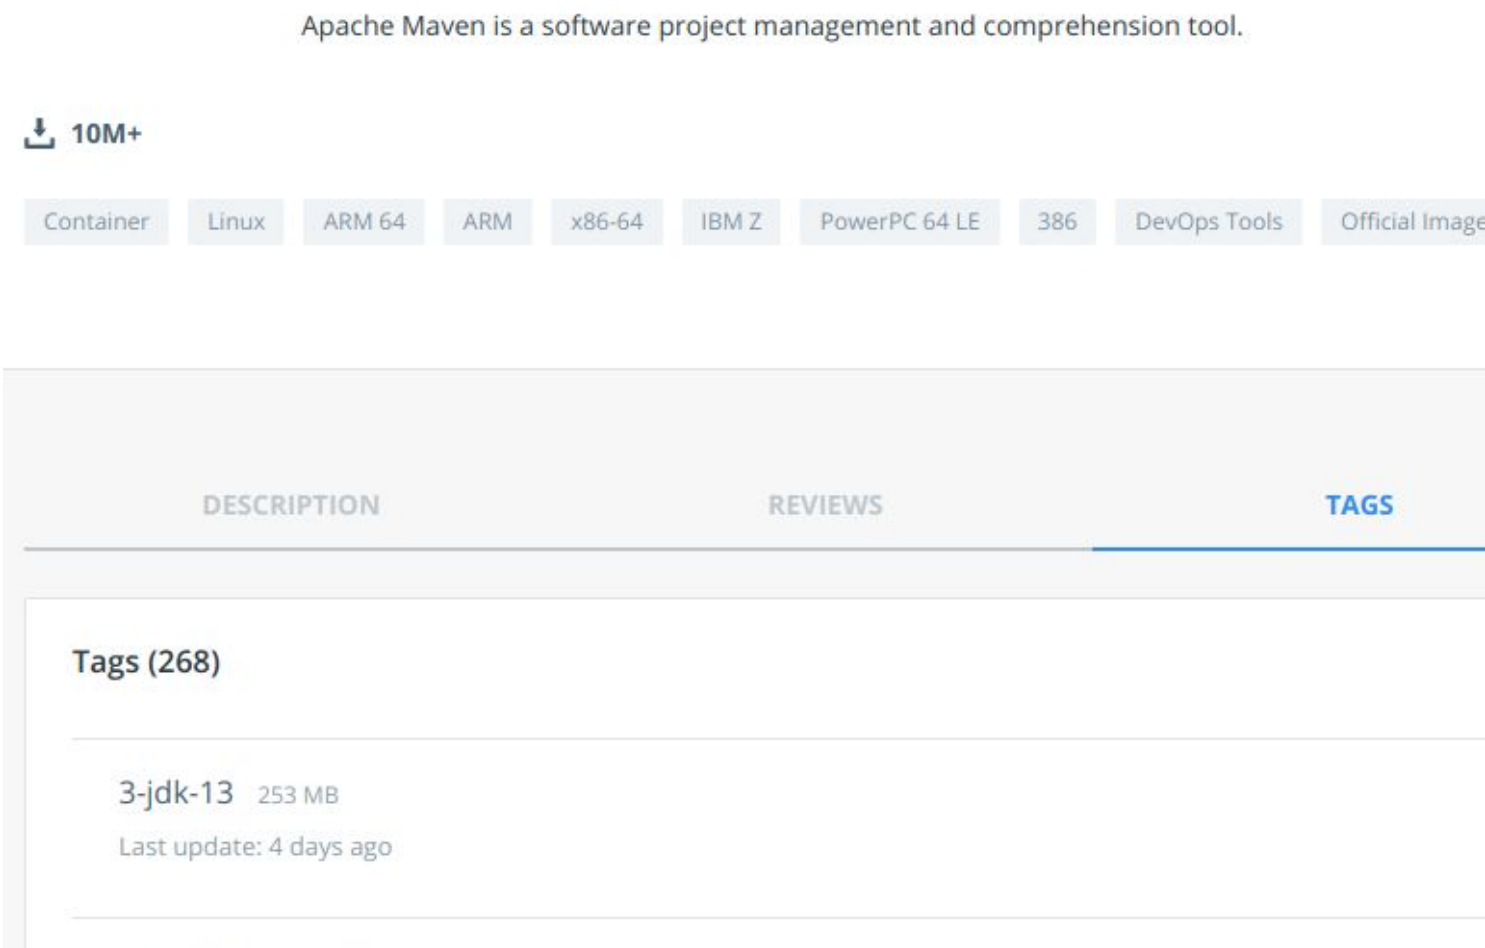 Apache Maven is a software project management and comprehension tool.
10M+
Container Linux ARM 64 ARM x86-64 IBM Z PowerPC 64 LE 386 DevOps Tools Official Image
DESCRIPTION REVIEWS TAGS
Tags (268)
3-jdk-13 253 MB
Last update: 4 days ago